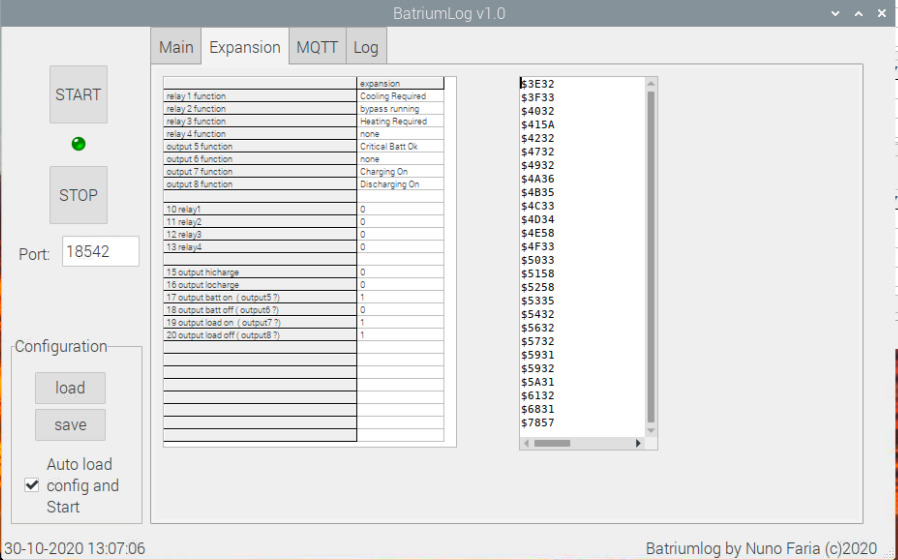 BatriumLog v1.0
Main Expansion MQTT Log
START
STOP
Port: 18542
Configuration
load
save
Auto load
config and
Start
expansion
relay 1 function Cooling Required
relay 2 function bypass running
relay 3 function Heating Required
relay 4 function none
output 5 function Critical Batt Ok
output 6 function none
output 7 function Charging On
output 8 function Discharging On
10 relay1 0
11 relay2 0
12 relay3 0
13 relay4 0
15 output hicharge 0
16 output locharge 0
17 output batt on ( output5 ?) 1
18 output batt off ( output6 ?) 0
19 output load on ( output7 ?) 1
20 output load off ( output8 ?) 1
$3E32
$3F33
$4032
$415A
$4232
$4732
$4932
$4A36
$4B35
$4C33
$4D34
$4E58
$4F33
$5033
$5158
$5258
$5335
$5432
$5632
$5732
$5931
$5932
$5A31
$6132
$6831
$7857
30-10-2020 13:07:06
Batriumlog by Nuno Faria (c)2020